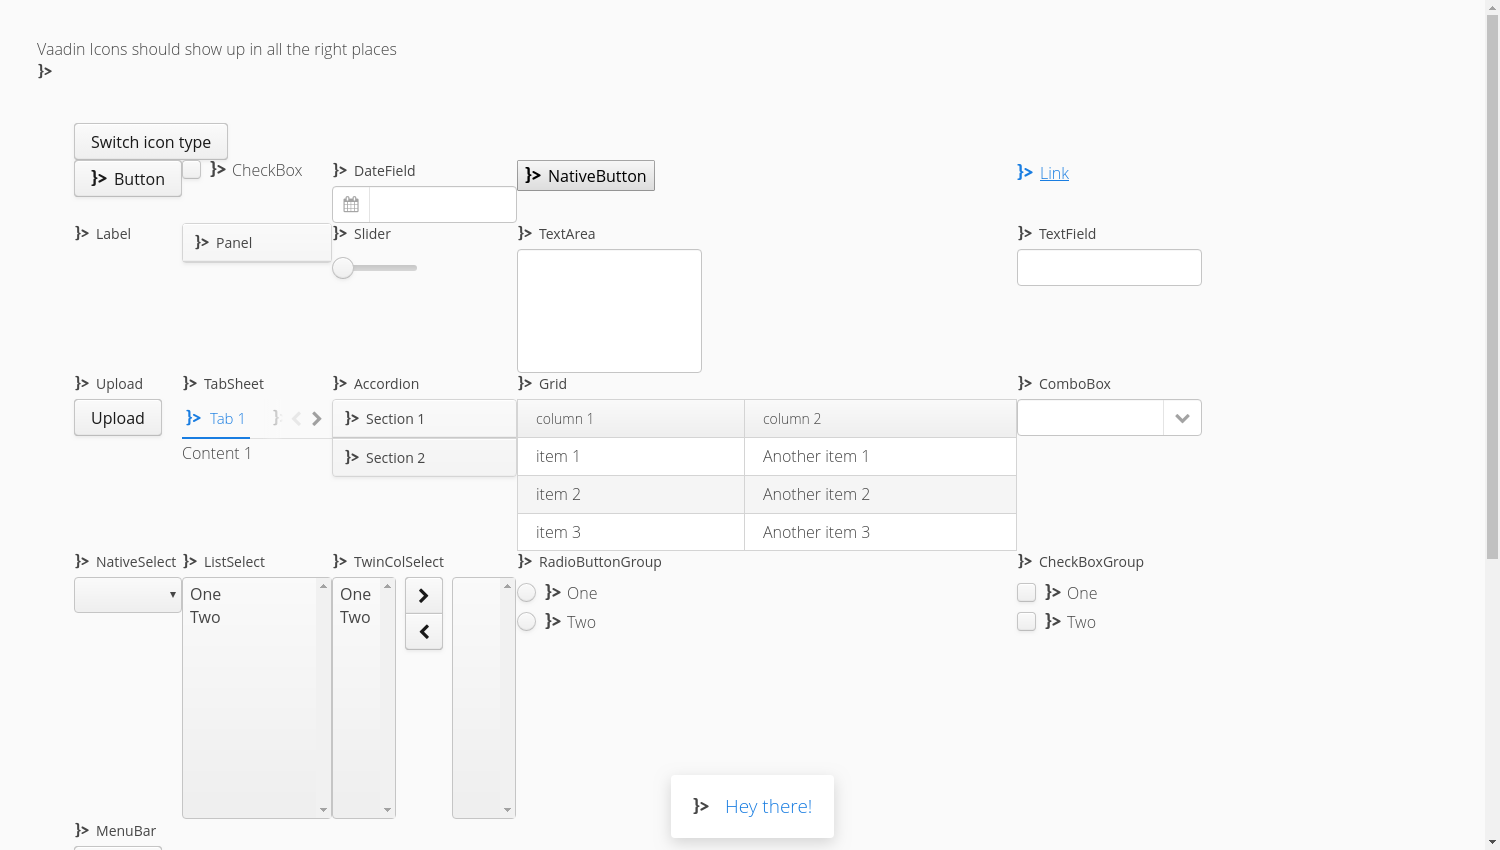 Vaadin Icons should show up in all the right places
Switch icon type
Button
CheckBox
DateField
NativeButton
Link
Label
Panel
Slider
TextArea
TextField
Upload
TabSheet
Accordion
Grid
ComboBox
Upload
Tab 1
Section 1
column 1
column 2
Content 1
Section 2
item 1
Another item 1
item 2
Another item 2
item 3
Another item 3
NativeSelect
ListSelect
TwinColSelect
RadioButtonGroup
CheckBoxGroup
One
Two
One
Two
One
Two
One
Two
Hey there!
MenuBar